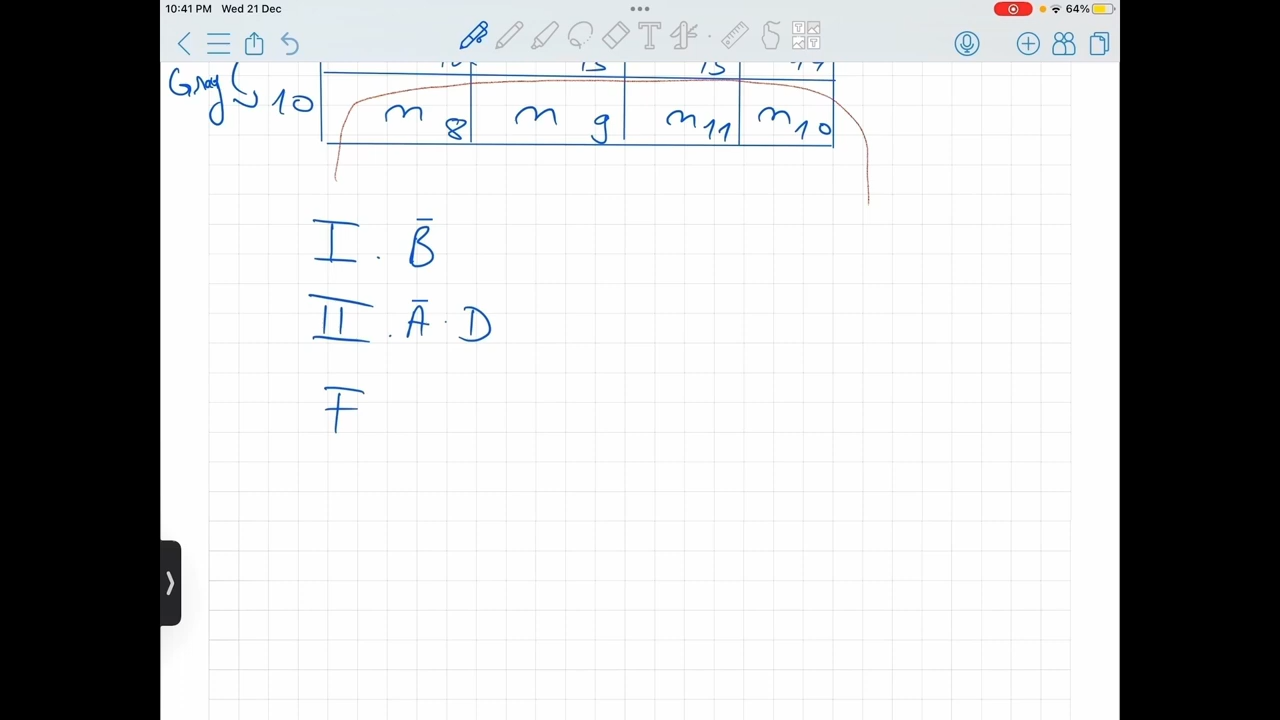 10:41 PM Wed 21 Dec 64%
Gray 10 m8 m9 m11 m10
I. B̄
II. Ā · D
F